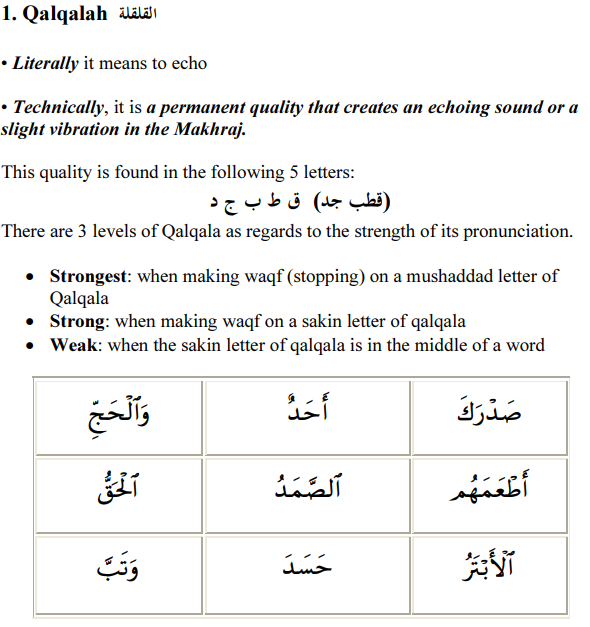 1. Qalqalah القلقلة
• Literally it means to echo
• Technically, it is a permanent quality that creates an echoing sound or a
slight vibration in the Makhraj.
This quality is found in the following 5 letters:
(قطب جد) ق ط ب ج د
There are 3 levels of Qalqala as regards to the strength of its pronunciation.
• Strongest: when making waqf (stopping) on a mushaddad letter of
Qalqala
• Strong: when making waqf on a sakin letter of qalqala
• Weak: when the sakin letter of qalqala is in the middle of a word
صَدْرَكَ أَحَدٌ وَٱلْحَجِّ
أَطْعَمَهُم ٱلصَّمَدُ ٱلْحَقُّ
ٱلْأَبْتَرُ حَسَدَ وَتَبَّ